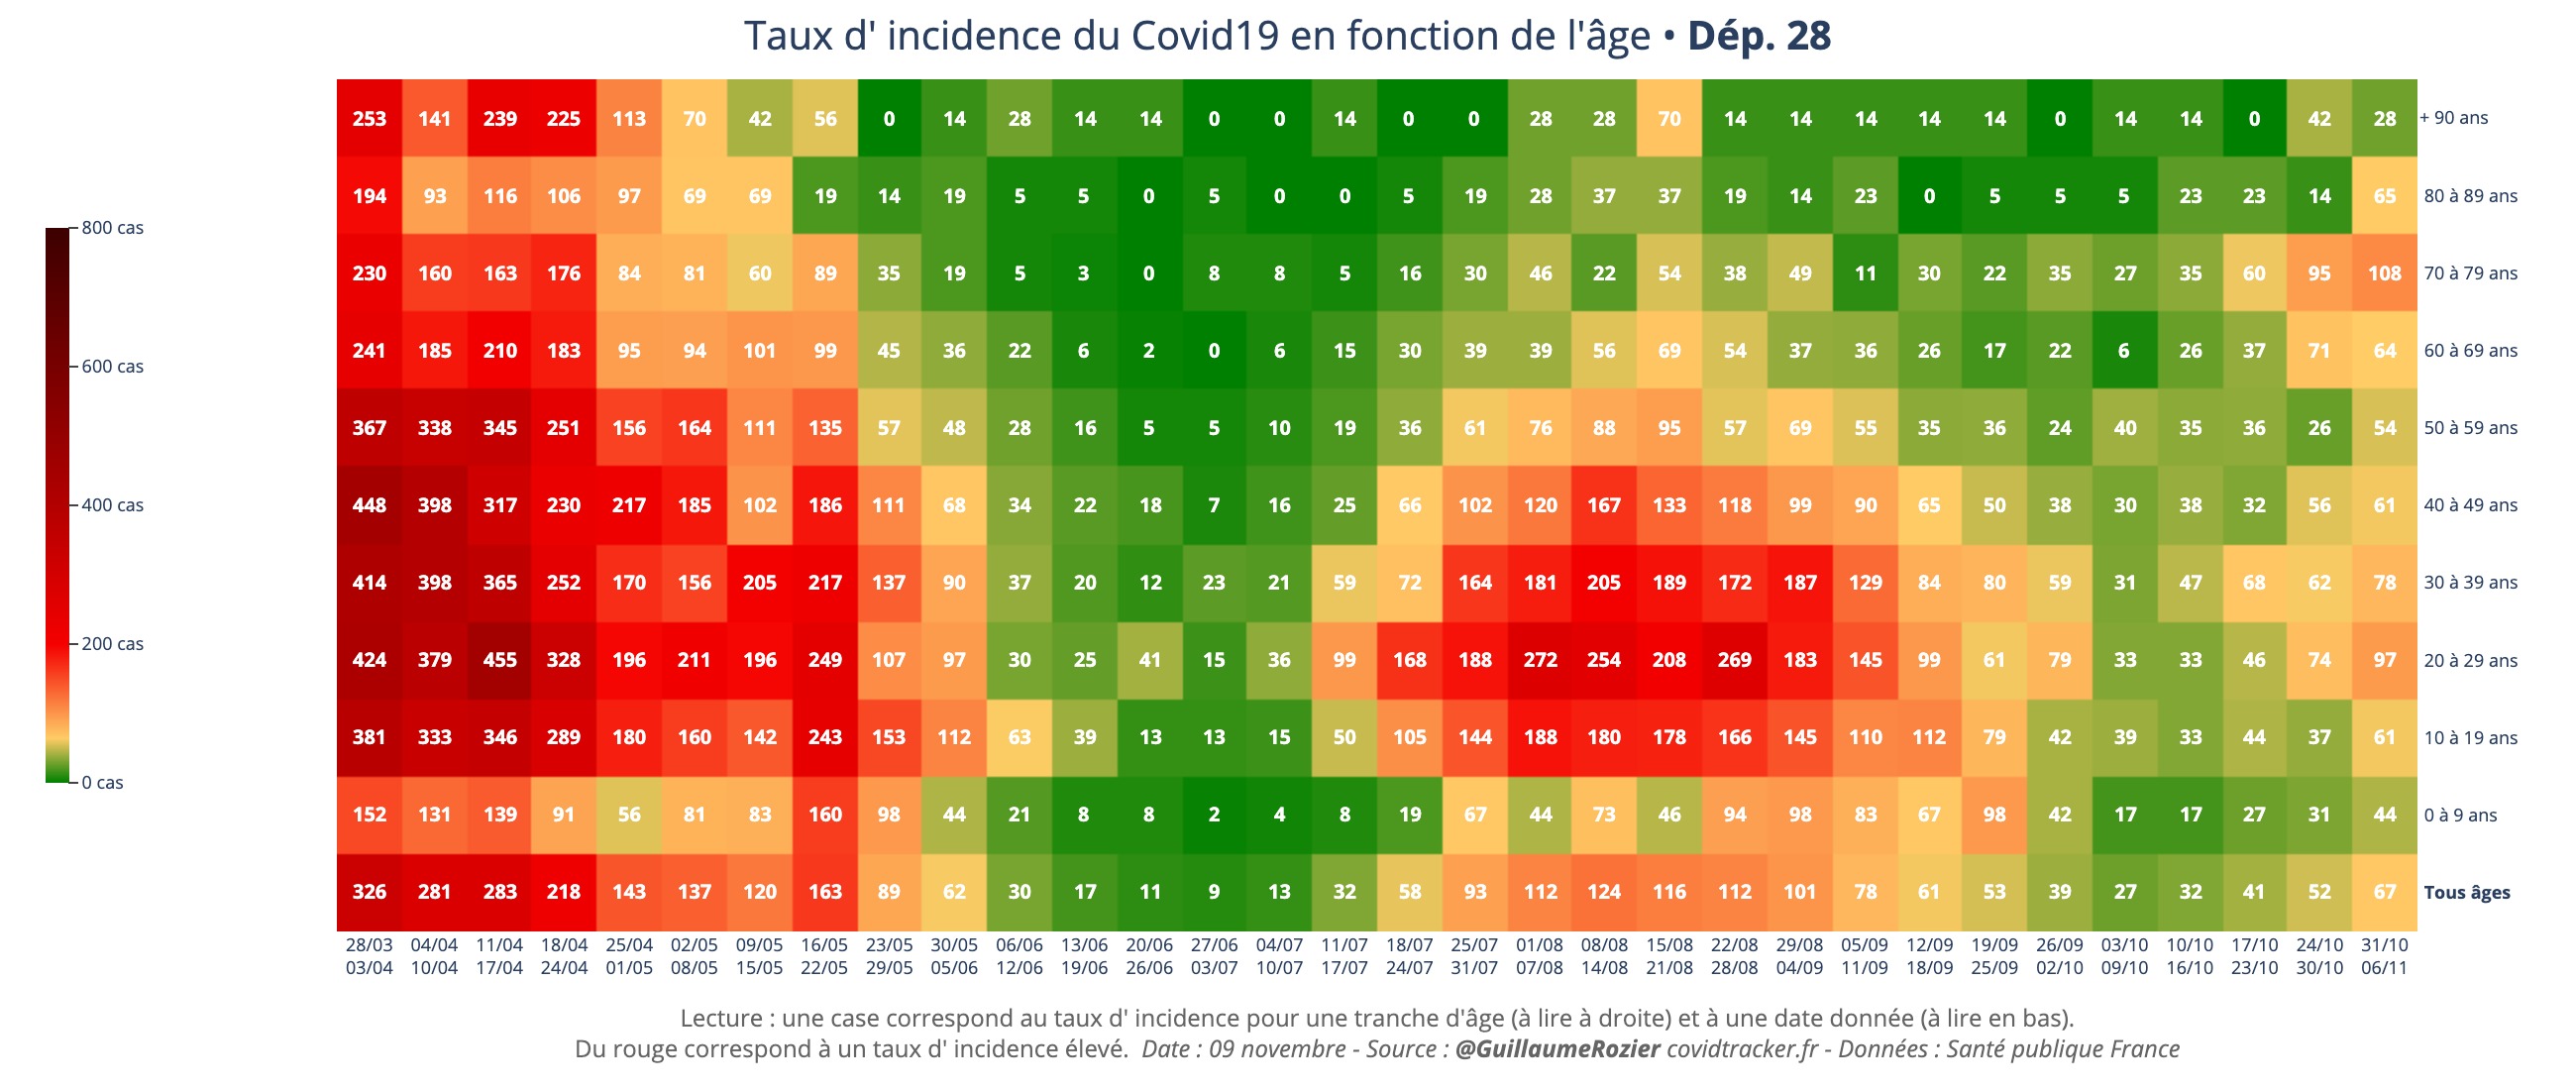 Taux d' incidence du Covid19 en fonction de l'âge • Dép. 28
253 141 239 225 113 70 42 56 0 14 28 14 14 0 0 14 0 0 28 28 70 14 14 14 14 14 0 14 14 0 42 28 + 90 ans
194 93 116 106 97 69 69 19 14 19 5 5 0 5 0 0 5 19 28 37 37 19 14 23 0 5 5 5 23 23 14 65 80 à 89 ans
230 160 163 176 84 81 60 89 35 19 5 3 0 8 8 5 16 30 46 22 54 38 49 11 30 22 35 27 35 60 95 108 70 à 79 ans
241 185 210 183 95 94 101 99 45 36 22 6 2 0 6 15 30 39 39 56 69 54 37 36 26 17 22 6 26 37 71 64 60 à 69 ans
367 338 345 251 156 164 111 135 57 48 28 16 5 5 10 19 36 61 76 88 95 57 69 55 35 36 24 40 35 36 26 54 50 à 59 ans
448 398 317 230 217 185 102 186 111 68 34 22 18 7 16 25 66 102 120 167 133 118 99 90 65 50 38 30 38 32 56 61 40 à 49 ans
414 398 365 252 170 156 205 217 137 90 37 20 12 23 21 59 72 164 181 205 189 172 187 129 84 80 59 31 47 68 62 78 30 à 39 ans
424 379 455 328 196 211 196 249 107 97 30 25 41 15 36 99 168 188 272 254 208 269 183 145 99 61 79 33 33 46 74 97 20 à 29 ans
381 333 346 289 180 160 142 243 153 112 63 39 13 13 15 50 105 144 188 180 178 166 145 110 112 79 42 39 33 44 37 61 10 à 19 ans
152 131 139 91 56 81 83 160 98 44 21 8 8 2 4 8 19 67 44 73 46 94 98 83 67 98 42 17 17 27 31 44 0 à 9 ans
326 281 283 218 143 137 120 163 89 62 30 17 11 9 13 32 58 93 112 124 116 112 101 78 61 53 39 27 32 41 52 67 Tous âges
28/03 04/04 11/04 18/04 25/04 02/05 09/05 16/05 23/05 30/05 06/06 13/06 20/06 27/06 04/07 11/07 18/07 25/07 01/08 08/08 15/08 22/08 29/08 05/09 12/09 19/09 26/09 03/10 10/10 17/10 24/10 31/10
03/04 10/04 17/04 24/04 01/05 08/05 15/05 22/05 29/05 05/06 12/06 19/06 26/06 03/07 10/07 17/07 24/07 31/07 07/08 14/08 21/08 28/08 04/09 11/09 18/09 25/09 02/10 09/10 16/10 23/10 30/10 06/11
800 cas
600 cas
400 cas
200 cas
0 cas
Lecture : une case correspond au taux d' incidence pour une tranche d'âge (à lire à droite) et à une date donnée (à lire en bas).
Du rouge correspond à un taux d' incidence élevé. Date : 09 novembre - Source : @GuillaumeRozier covidtracker.fr - Données : Santé publique France